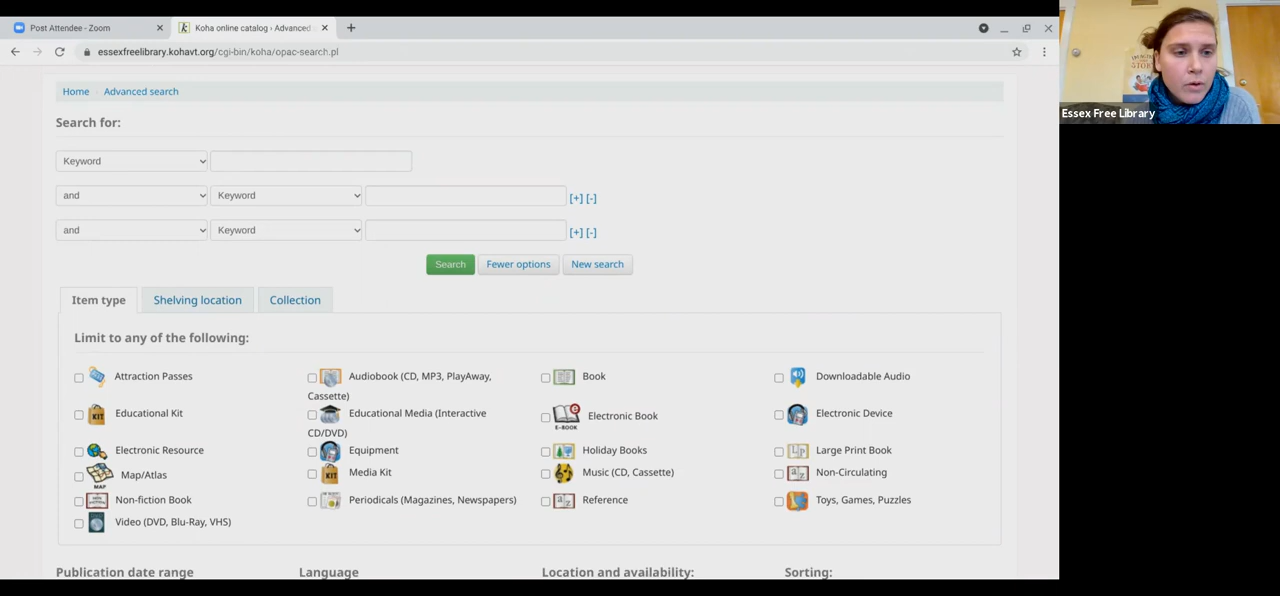 Post Attendee - Zoom
Koha online catalog › Advanced
essexfreelibrary.kohavt.org/cgi-bin/koha/opac-search.pl
Essex Free Library
Home
Advanced search
Search for:
Keyword
and
Keyword
[+] [-]
and
Keyword
[+] [-]
Search
Fewer options
New search
Item type
Shelving location
Collection
Limit to any of the following:
Attraction Passes
Audiobook (CD, MP3, PlayAway,
Cassette)
Book
Downloadable Audio
Educational Kit
KIT
Educational Media (Interactive
CD/DVD)
Electronic Book
E-BOOK
Electronic Device
Electronic Resource
Equipment
Holiday Books
Large Print Book
Lp
Map/Atlas
MAP
Media Kit
KIT
Music (CD, Cassette)
Non-Circulating
Non-fiction Book
Periodicals (Magazines, Newspapers)
Reference
Toys, Games, Puzzles
Video (DVD, Blu-Ray, VHS)
Publication date range
Language
Location and availability:
Sorting: